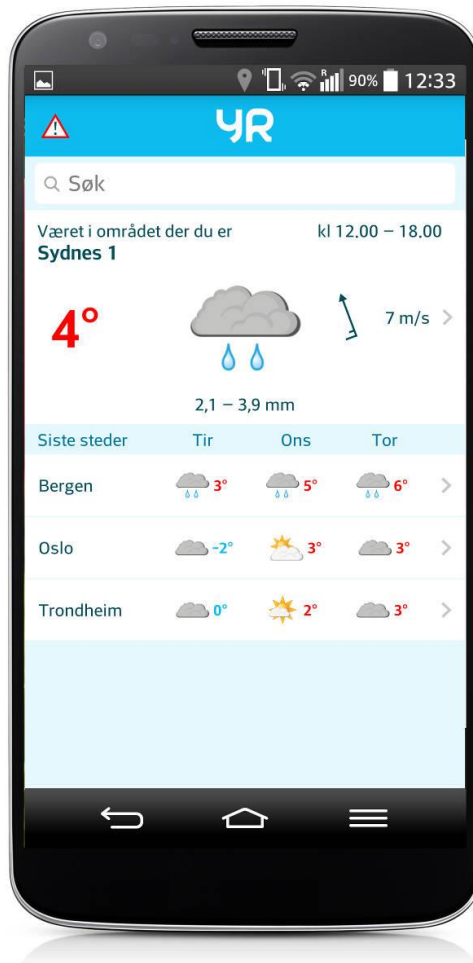 R 90% 12:33
YR
Søk
Været i området der du er kl 12.00 – 18.00
Sydnes 1
4° 7 m/s
2,1 – 3,9 mm
Siste steder Tir Ons Tor
Bergen 3° 5° 6°
Oslo -2° 3° 3°
Trondheim 0° 2° 3°